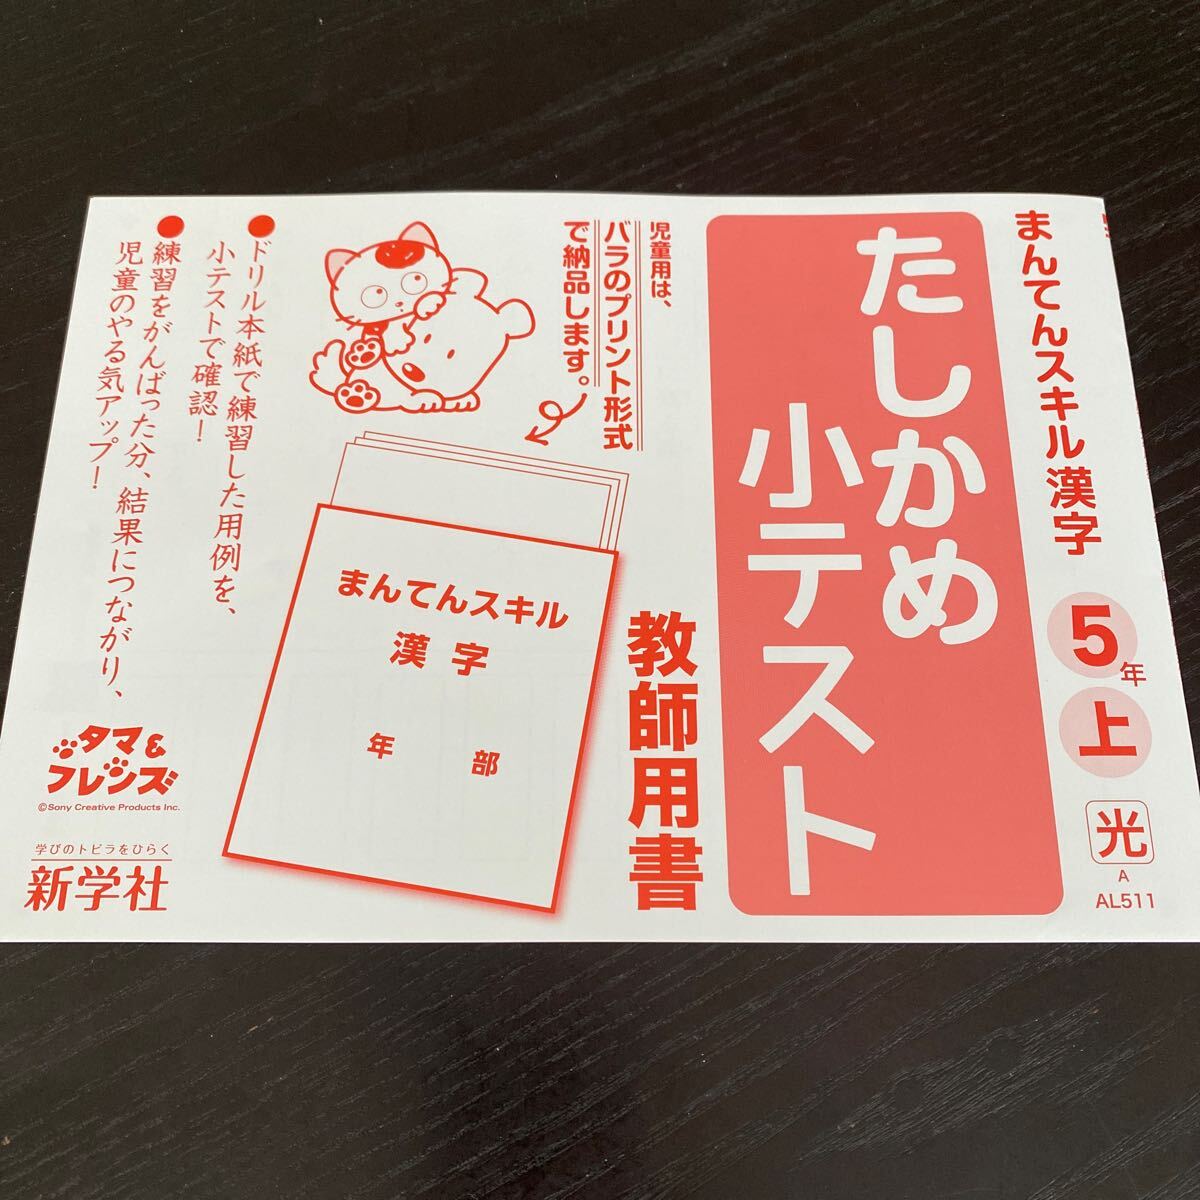 まんてんスキル漢字
5年
上
光
A
AL511
たしかめ
小テスト
教師用書
児童用は、
バラのプリント形式
で納品します。
まんてんスキル
漢字
年 部
●ドリル本紙で練習した用例を、
小テストで確認！
●練習をがんばった分、結果につながり、
児童のやる気アップ！
タマ&
フレンズ
©Sony Creative Products Inc.
学びのトビラをひらく
新学社